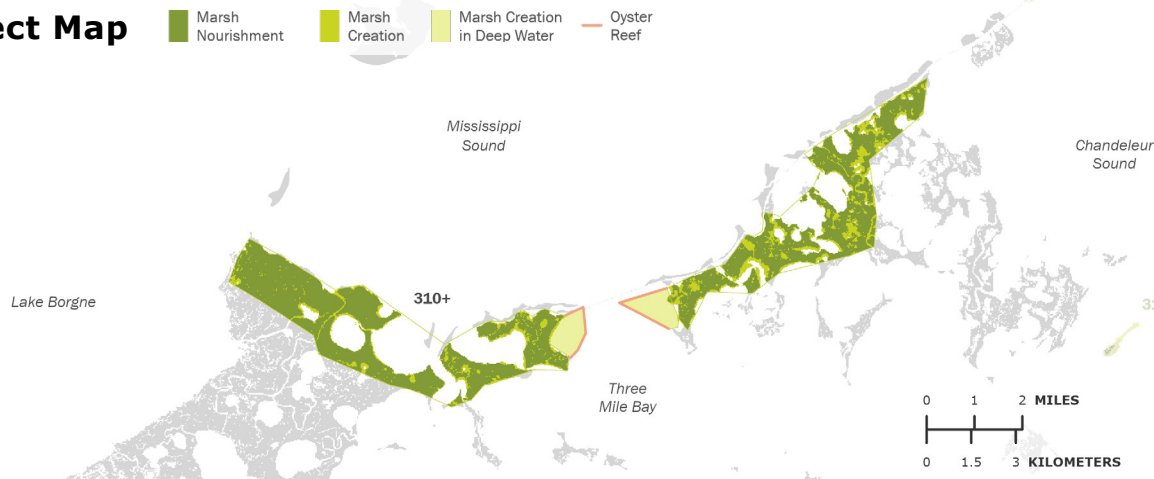 ect Map
Marsh
Nourishment
Marsh
Creation
Marsh Creation
in Deep Water
Oyster
Reef
Mississippi
Sound
Chandeleur
Sound
Lake Borgne
310+
Three
Mile Bay
0 1 2 MILES
0 1.5 3 KILOMETERS